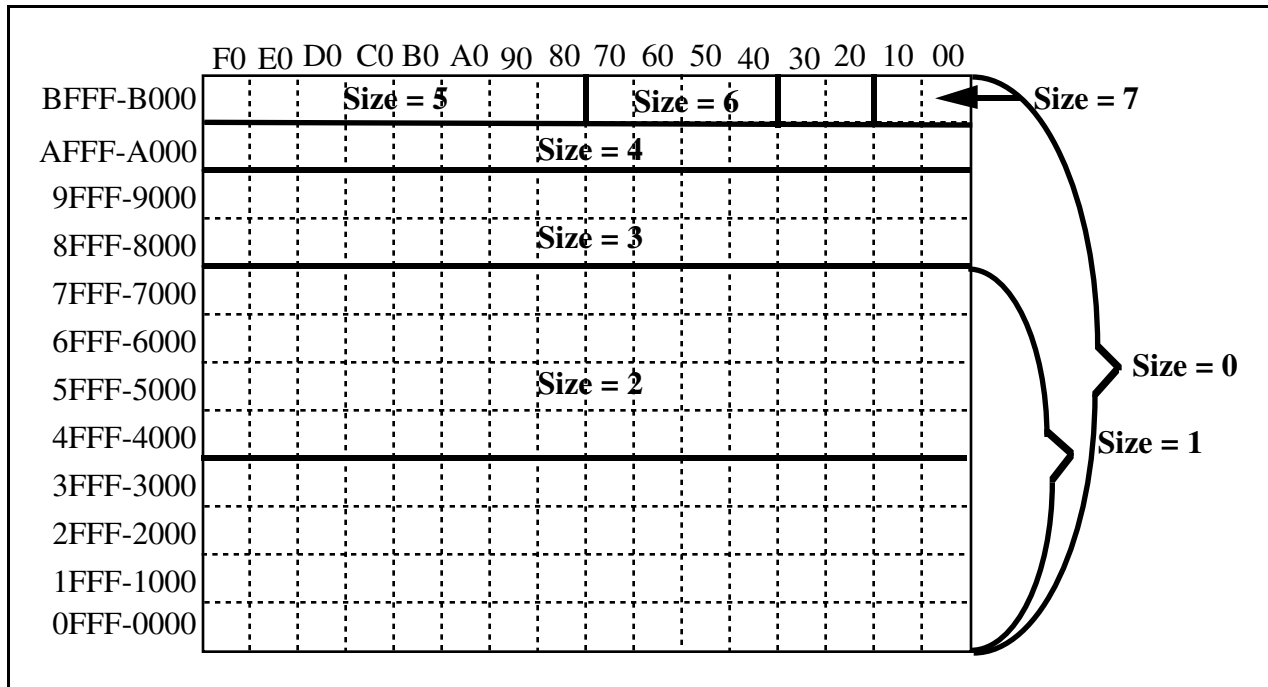 F0 E0 D0 C0 B0 A0 90 80 70 60 50 40 30 20 10 00
BFFF-B000 Size = 5 Size = 6 Size = 7
AFFF-A000 Size = 4
9FFF-9000
8FFF-8000 Size = 3
7FFF-7000
6FFF-6000
5FFF-5000 Size = 2 Size = 0
4FFF-4000 Size = 1
3FFF-3000
2FFF-2000
1FFF-1000
0FFF-0000